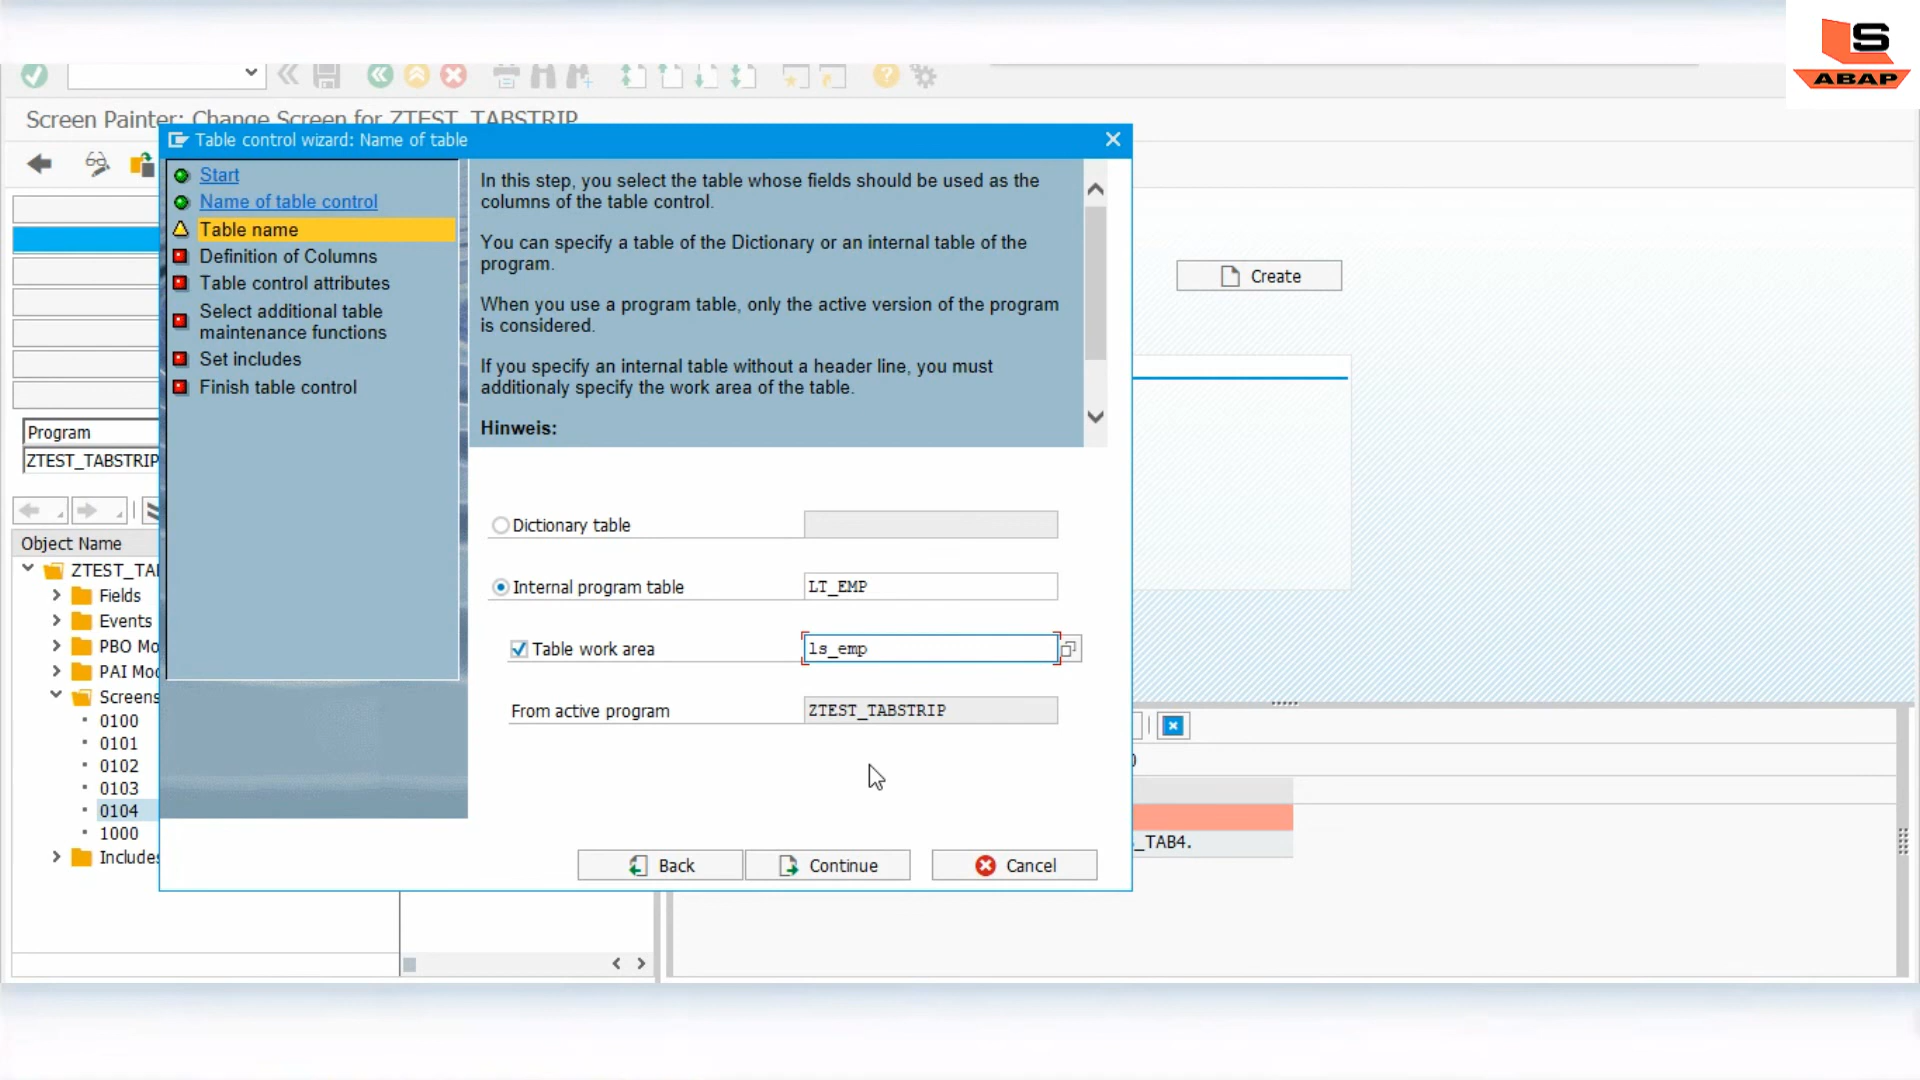 S
ABAP
Screen Painter: Change Screen for ZTEST_TABSTRIP
Table control wizard: Name of table
Start
Name of table control
Table name
Definition of Columns
Table control attributes
Select additional table
maintenance functions
Set includes
Finish table control
In this step, you select the table whose fields should be used as the
columns of the table control.
You can specify a table of the Dictionary or an internal table of the
program.
When you use a program table, only the active version of the program
is considered.
If you specify an internal table without a header line, you must
additionaly specify the work area of the table.
Hinweis:
Dictionary table
Internal program table LT_EMP
Table work area ls_emp
From active program ZTEST_TABSTRIP
Back
Continue
Cancel
Create
Program
ZTEST_TABSTRIP
Object Name
ZTEST_TAB
Fields
Events
PBO Mo
PAI Mod
Screens
0100
0101
0102
0103
0104
1000
Includes
_TAB4.